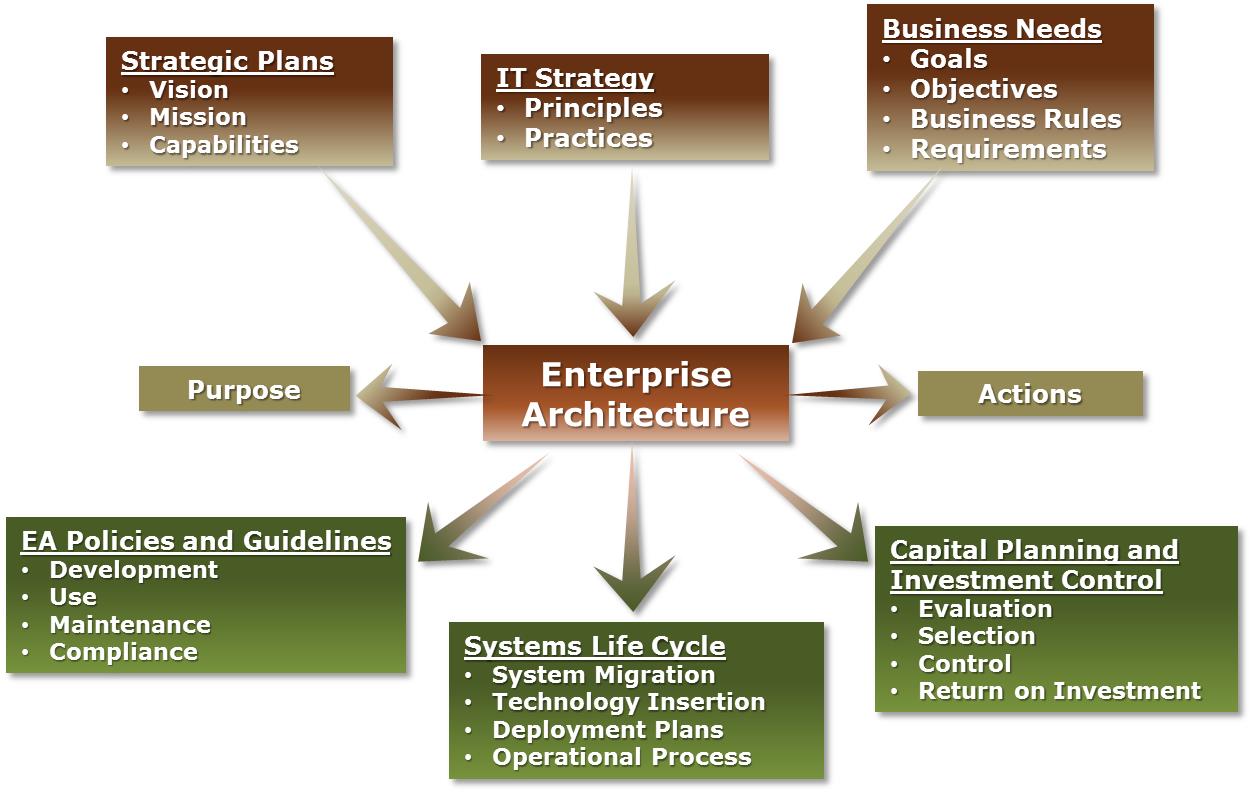 Strategic Plans
• Vision
• Mission
• Capabilities
IT Strategy
• Principles
• Practices
Business Needs
• Goals
• Objectives
• Business Rules
• Requirements
Purpose
Enterprise
Architecture
Actions
EA Policies and Guidelines
• Development
• Use
• Maintenance
• Compliance
Systems Life Cycle
• System Migration
• Technology Insertion
• Deployment Plans
• Operational Process
Capital Planning and
Investment Control
• Evaluation
• Selection
• Control
• Return on Investment